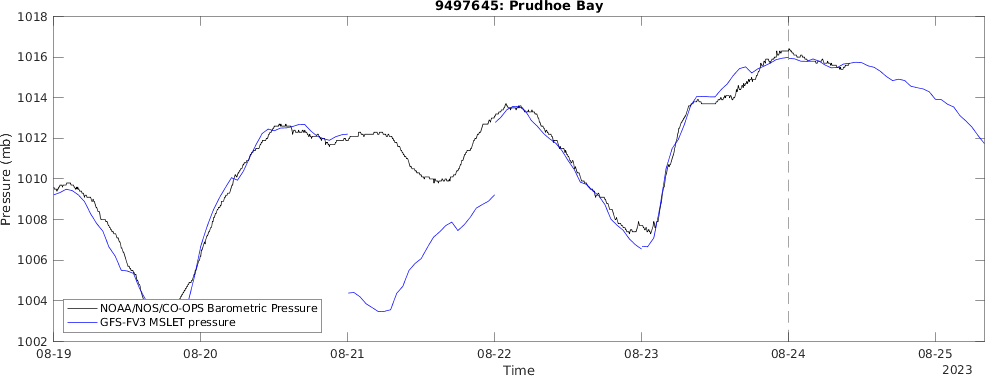 9497645: Prudhoe Bay
1018
1016
1014
1012
1010
1008
1006
1004
1002
Pressure (mb)
NOAA/NOS/CO-OPS Barometric Pressure
GFS-FV3 MSLET pressure
08-19 08-20 08-21 08-22 08-23 08-24 08-25
Time
2023